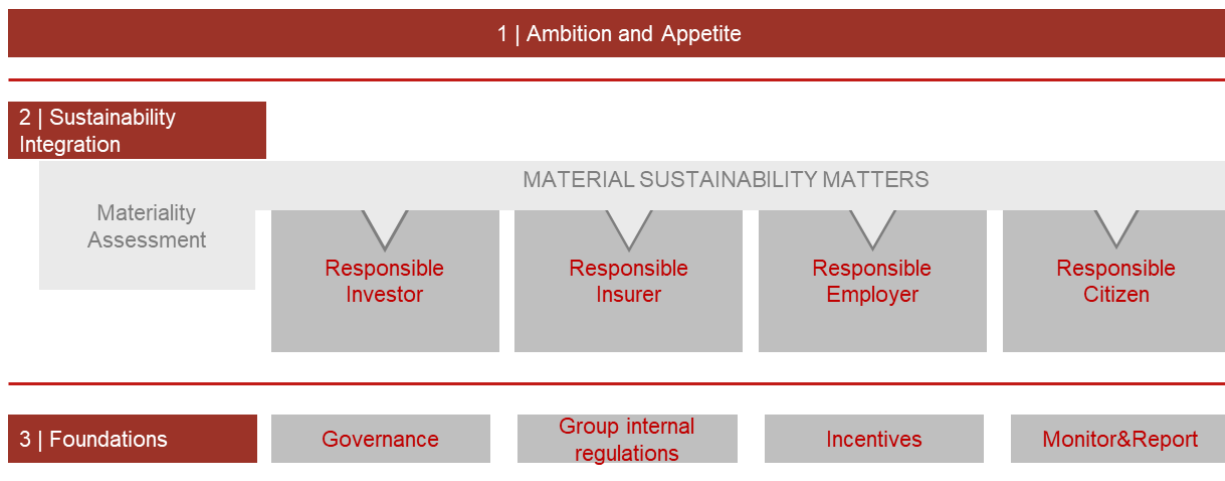 1 | Ambition and Appetite
2 | Sustainability
Integration
MATERIAL SUSTAINABILITY MATTERS
Materiality
Assessment
Responsible
Investor
Responsible
Insurer
Responsible
Employer
Responsible
Citizen
3 | Foundations
Governance
Group internal
regulations
Incentives
Monitor&Report